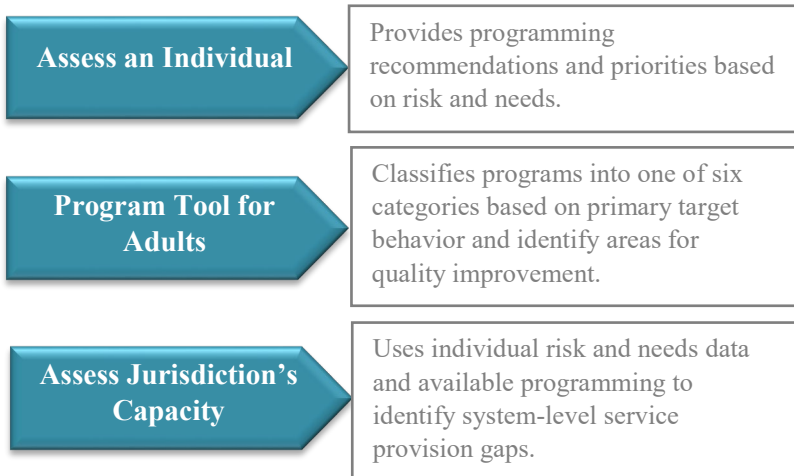 Assess an Individual
Provides programming
recommendations and priorities based
on risk and needs.
Program Tool for
Adults
Classifies programs into one of six
categories based on primary target
behavior and identify areas for
quality improvement.
Assess Jurisdiction's
Capacity
Uses individual risk and needs data
and available programming to
identify system-level service
provision gaps.